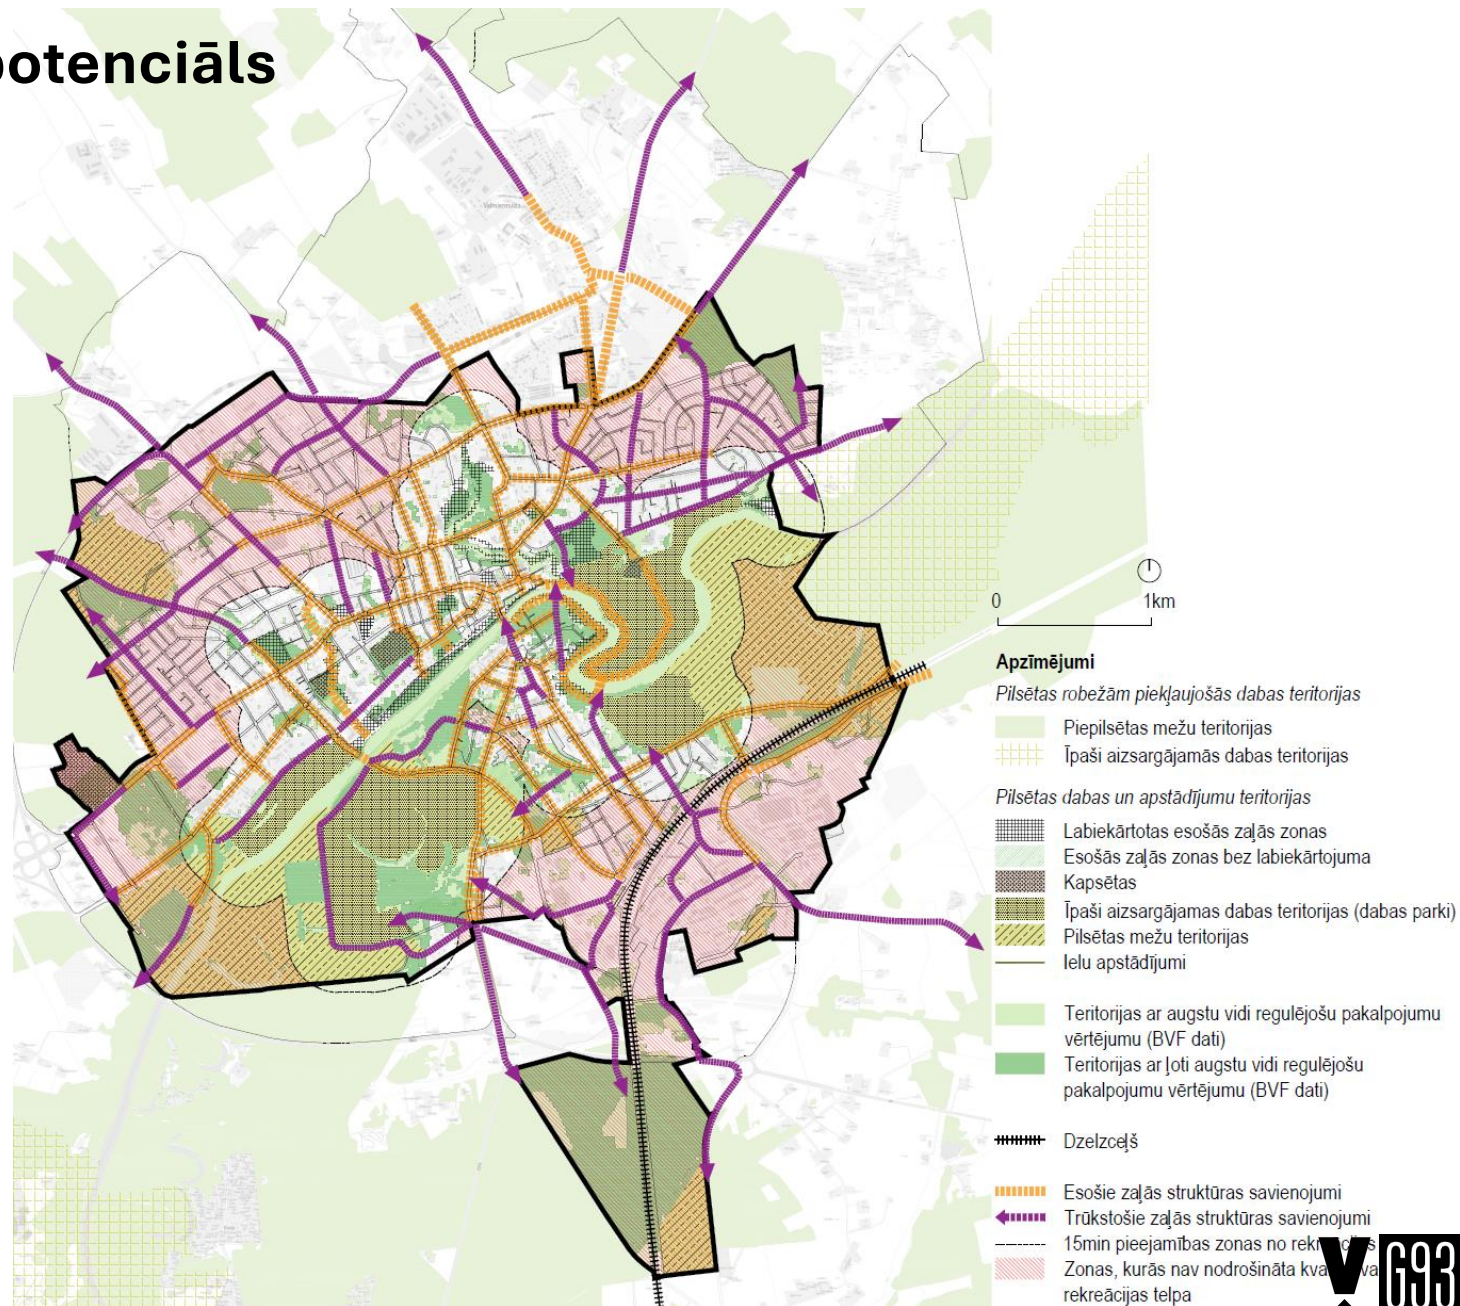 potenciāls
Valmiermuiža
0 1km
Apzīmējumi
Pilsētas robežām piekļaujošās dabas teritorijas
Piepilsētas mežu teritorijas
Īpaši aizsargājamās dabas teritorijas
Pilsētas dabas un apstādījumu teritorijas
Labiekārtotas esošās zaļās zonas
Esošās zaļās zonas bez labiekārtojuma
Kapsētas
Īpaši aizsargājamas dabas teritorijas (dabas parki)
Pilsētas mežu teritorijas
Ielu apstādījumi
Teritorijas ar augstu vidi regulējošu pakalpojumu
vērtējumu (BVF dati)
Teritorijas ar ļoti augstu vidi regulējošu
pakalpojumu vērtējumu (BVF dati)
Dzelzceļš
Esošie zaļās struktūras savienojumi
Trūkstošie zaļās struktūras savienojumi
15min pieejamības zonas no
Zonas, kurās nav nodrošināta
rekreācijas telpa
G93